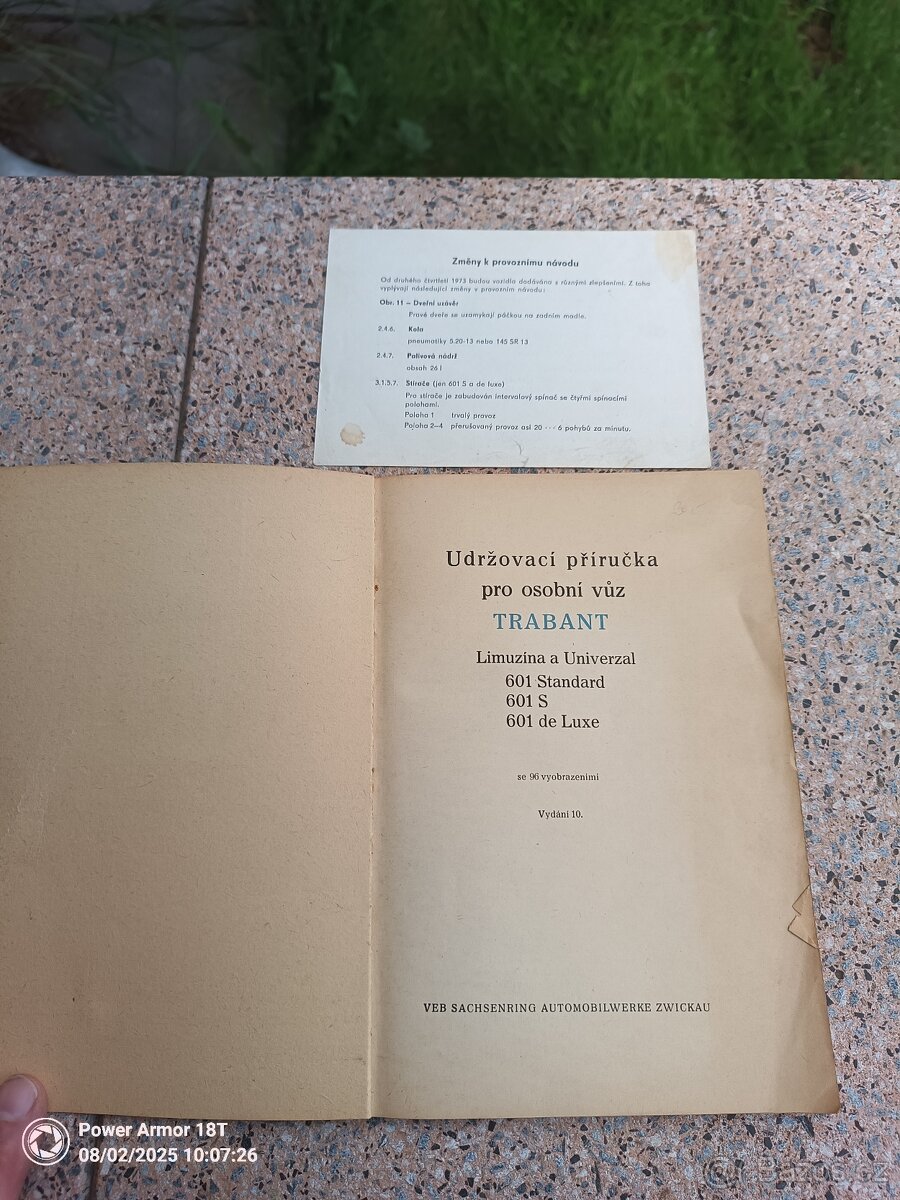 Změny k provoznímu návodu
Od druhého čtvrtletí 1973 budou vozidla dodávána s různými zlepšeními. Z toho
vyplývají následující změny v provozním návodu:
Obr. 11 – Dveřní uzávěr
Pravé dveře se uzamykají páčkou na zadním madle.
2.4.6. Kola
pneumatiky 5.20-13 nebo 145 SR 13
2.4.7. Palivová nádrž
obsah 26 l
3.1.5.7. Stírače (jen 601 S a de luxe)
Pro stírače je zabudován intervalový spínač se čtyřmi spínacími
polohami.
Poloha 1 trvalý provoz
Poloha 2–4 přerušovaný provoz asi 20 ··· 6 pohybů za minutu.
Udržovací příručka
pro osobní vůz
TRABANT
Limuzína a Univerzal
601 Standard
601 S
601 de Luxe
se 96 vyobrazeními
Vydání 10.
VEB SACHSENRING AUTOMOBILWERKE ZWICKAU
Power Armor 18T
08/02/2025 10:07:26
Bazos.cz